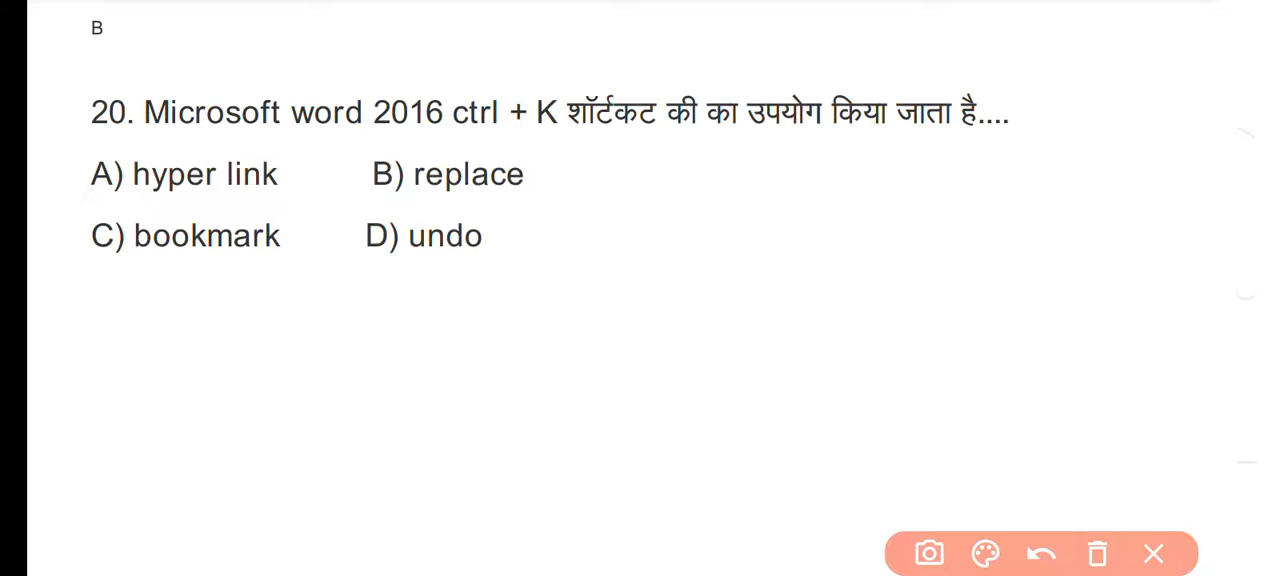 B
20. Microsoft word 2016 ctrl + K शॉर्टकट की का उपयोग किया जाता है....
A) hyper link B) replace
C) bookmark D) undo